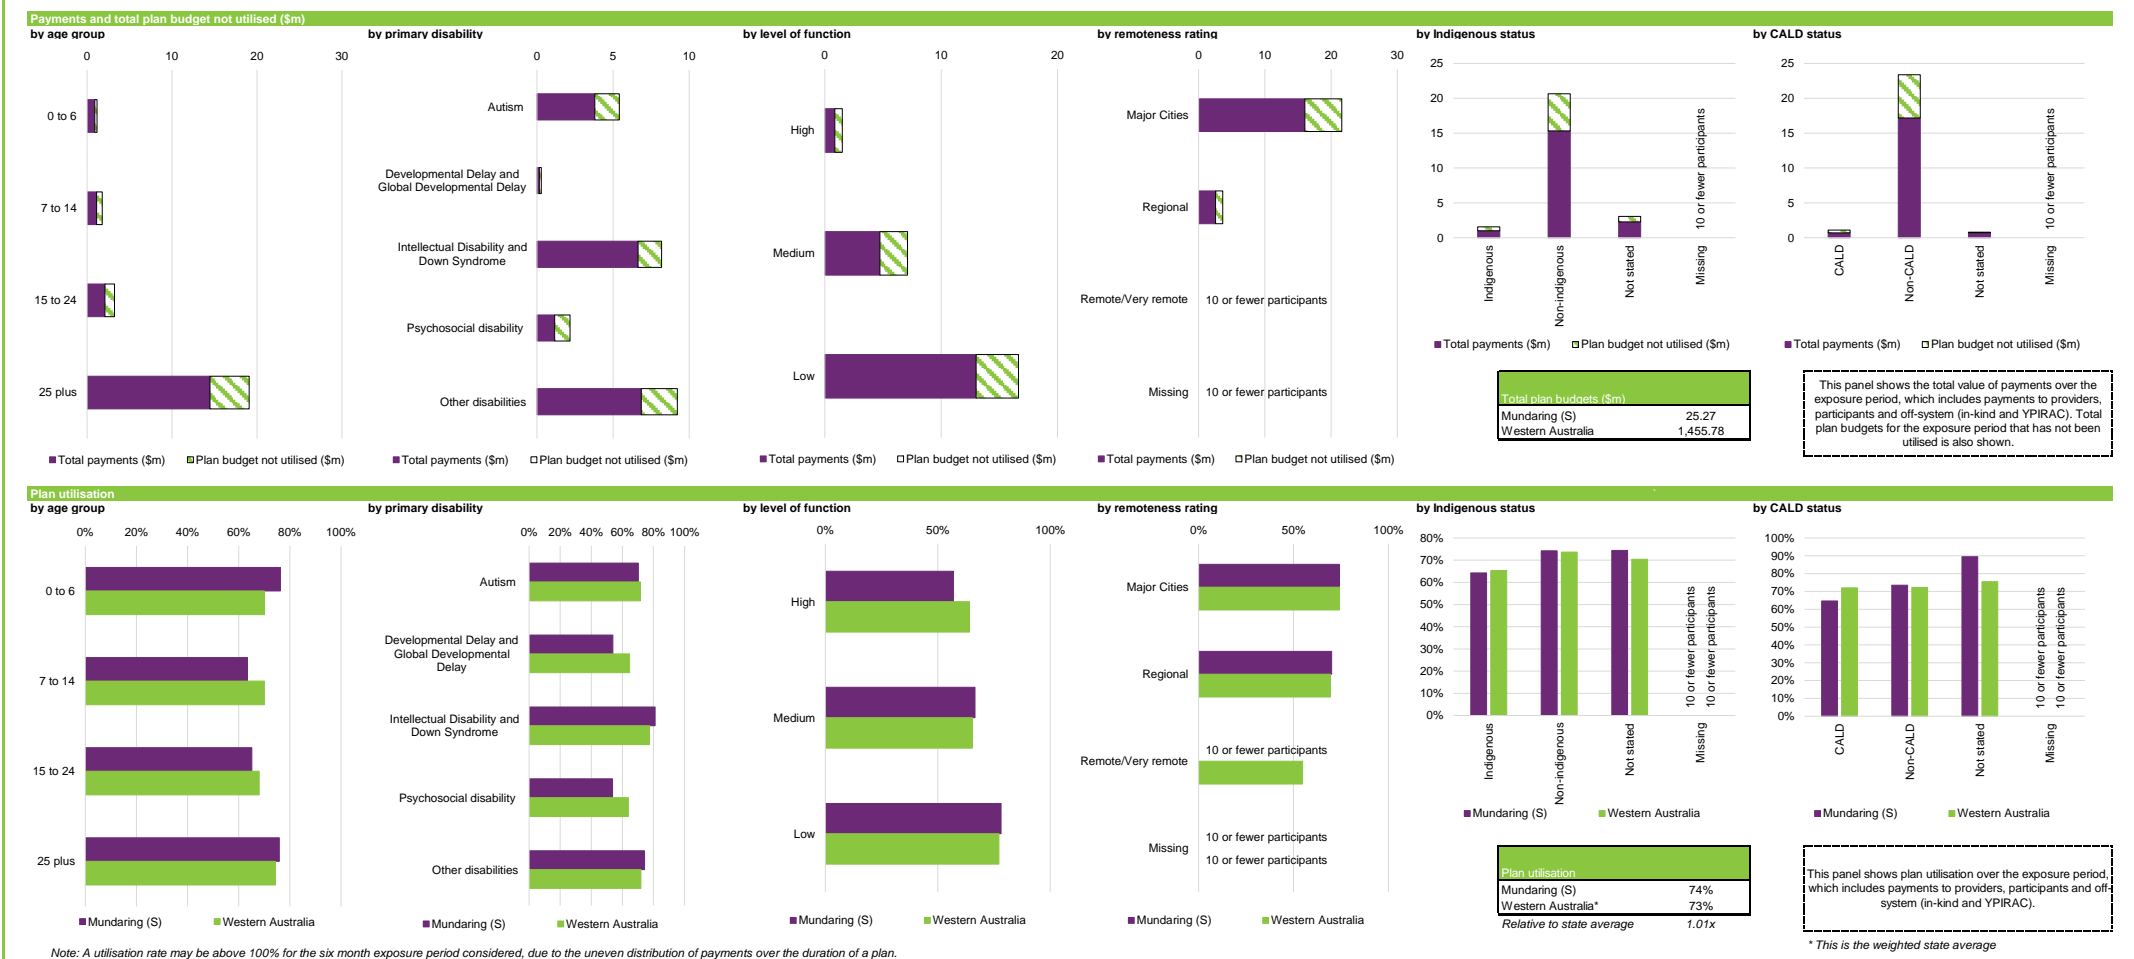 Payments and total plan budget not utilised ($m)
by age group
0 10 20 30
0 to 6
7 to 14
15 to 24
25 plus
Total payments ($m) Plan budget not utilised ($m)
by primary disability
0 5 10
Autism
Developmental Delay and
Global Developmental Delay
Intellectual Disability and
Down Syndrome
Psychosocial disability
Other disabilities
Total payments ($m) Plan budget not utilised ($m)
by level of function
0 10 20
High
Medium
Low
Total payments ($m) Plan budget not utilised ($m)
by remoteness rating
0 10 20 30
Major Cities
Regional
Remote/Very remote 10 or fewer participants
Missing 10 or fewer participants
Total payments ($m) Plan budget not utilised ($m)
by Indigenous status
25
20
15
10
5
0
10 or fewer participants
Indigenous
Non-indigenous
Not stated
Missing
Total payments ($m) Plan budget not utilised ($m)
Total plan budgets ($m)
Mundaring (S) 25.27
Western Australia 1,455.78
by CALD status
25
20
15
10
5
0
10 or fewer participants
CALD
Non-CALD
Not stated
Missing
Total payments ($m) Plan budget not utilised ($m)
This panel shows the total value of payments over the
exposure period, which includes payments to providers,
participants and off-system (in-kind and YPIRAC). Total
plan budgets for the exposure period that has not been
utilised is also shown.
Plan utilisation
by age group
0% 20% 40% 60% 80% 100%
0 to 6
7 to 14
15 to 24
25 plus
Mundaring (S) Western Australia
by primary disability
0% 20% 40% 60% 80% 100%
Autism
Developmental Delay and
Global Developmental
Delay
Intellectual Disability and
Down Syndrome
Psychosocial disability
Other disabilities
Mundaring (S) Western Australia
by level of function
0% 50% 100%
High
Medium
Low
Mundaring (S) Western Australia
by remoteness rating
0% 50% 100%
Major Cities
Regional
10 or fewer participants
Remote/Very remote
10 or fewer participants
Missing
10 or fewer participants
Mundaring (S) Western Australia
by Indigenous status
80%
70%
60%
50%
40%
30%
20%
10%
0%
10 or fewer participants
10 or fewer participants
Indigenous
Non-indigenous
Not stated
Missing
Mundaring (S) Western Australia
Plan utilisation
Mundaring (S) 74%
Western Australia* 73%
Relative to state average 1.01x
by CALD status
100%
90%
80%
70%
60%
50%
40%
30%
20%
10%
0%
10 or fewer participants
10 or fewer participants
CALD
Non-CALD
Not stated
Missing
Mundaring (S) Western Australia
This panel shows plan utilisation over the exposure period,
which includes payments to providers, participants and off-
system (in-kind and YPIRAC).
* This is the weighted state average
Note: A utilisation rate may be above 100% for the six month exposure period considered, due to the uneven distribution of payments over the duration of a plan.